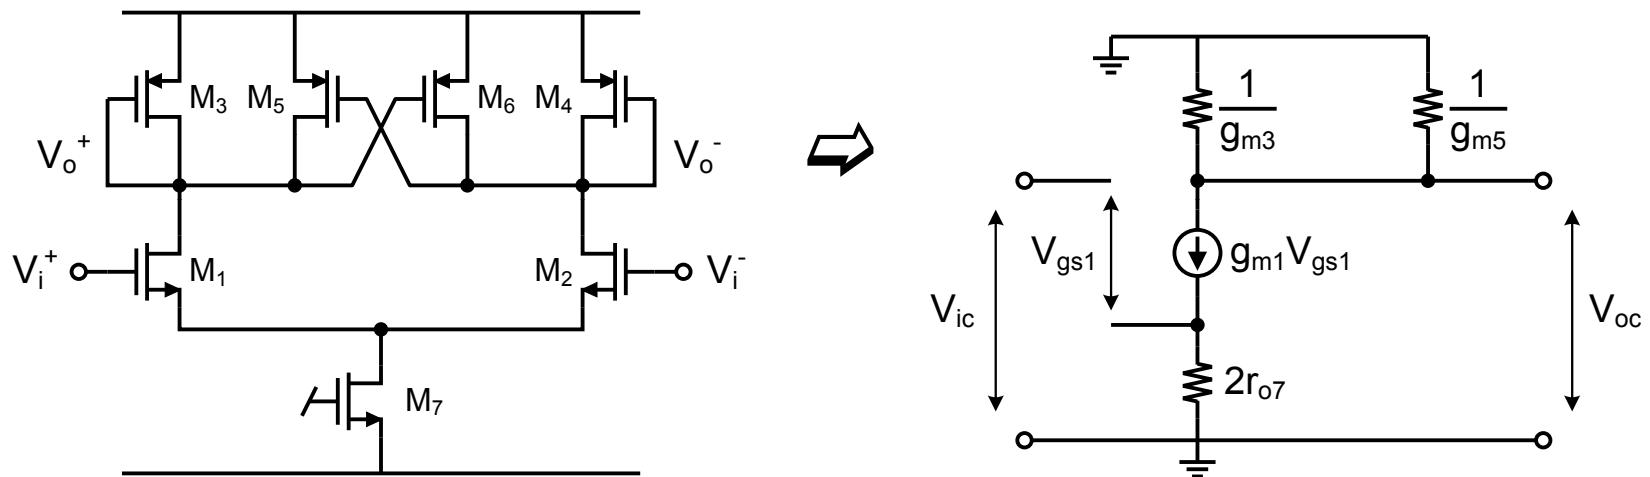 M3 M5 M6 M4
Vo+ Vo-
Vi+ M1 M2 Vi-
M7
1/gm3 1/gm5
Vgs1 gm1Vgs1
Vic Voc
2ro7